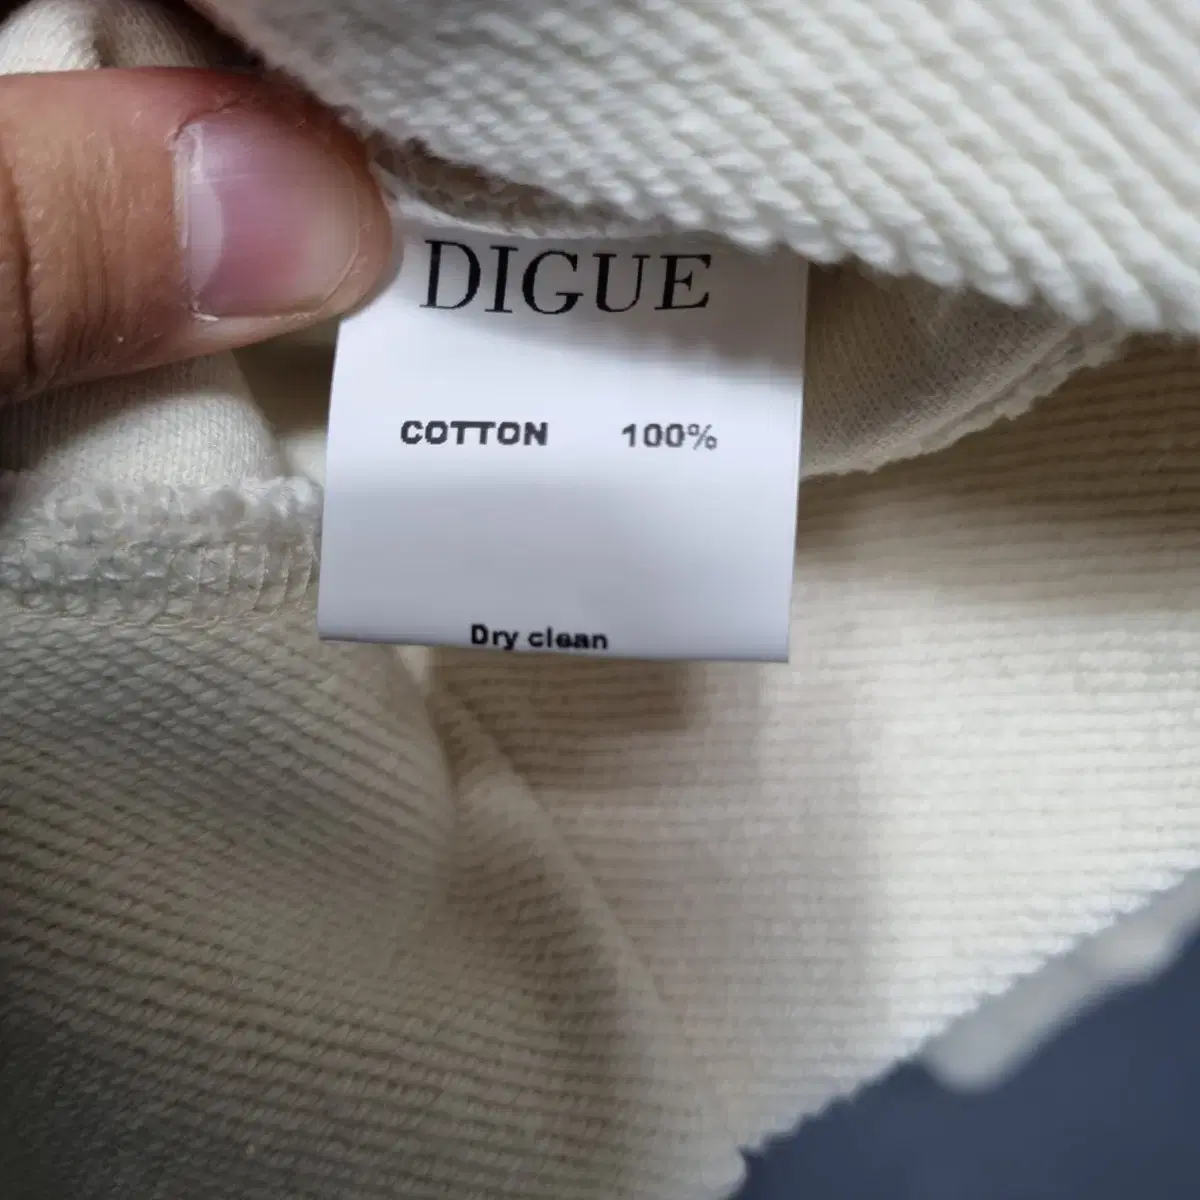 DIGUE
COTTON 100%
Dry clean